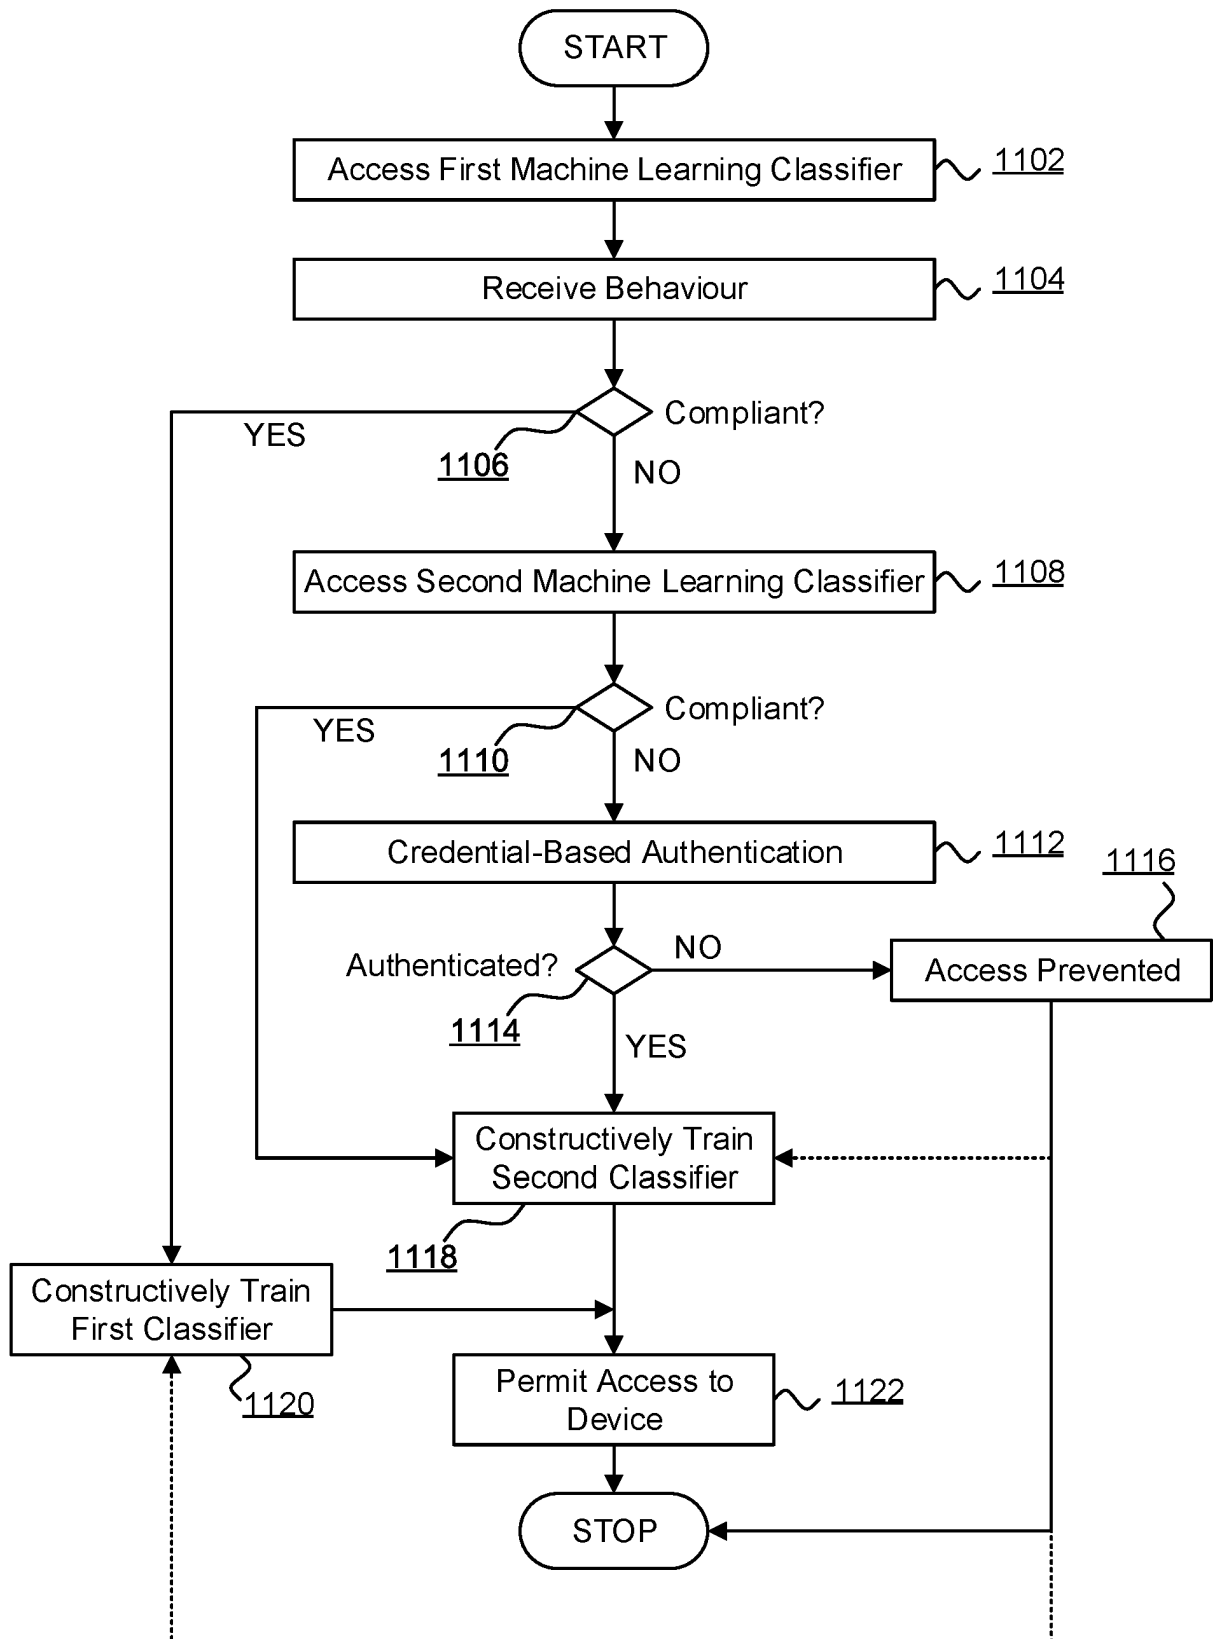 START
Access First Machine Learning Classifier
1102
Receive Behaviour
1104
Compliant?
YES
1106
NO
Access Second Machine Learning Classifier
1108
Compliant?
YES
1110
NO
Credential-Based Authentication
1112
1116
Authenticated?
NO
Access Prevented
1114
YES
Constructively Train
Second Classifier
1118
Constructively Train
First Classifier
1120
Permit Access to
Device
1122
STOP